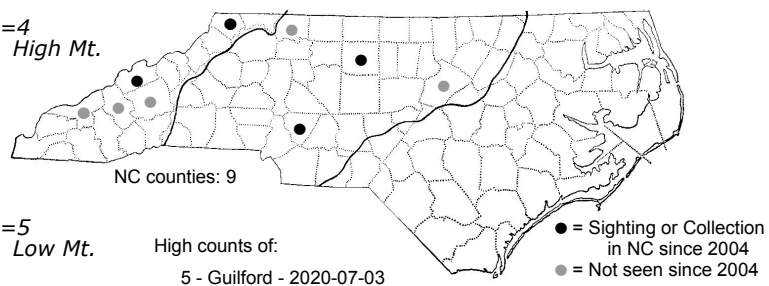 =4
High Mt.
NC counties: 9
=5
Low Mt.
High counts of:
5 - Guilford - 2020-07-03
= Sighting or Collection
in NC since 2004
= Not seen since 2004